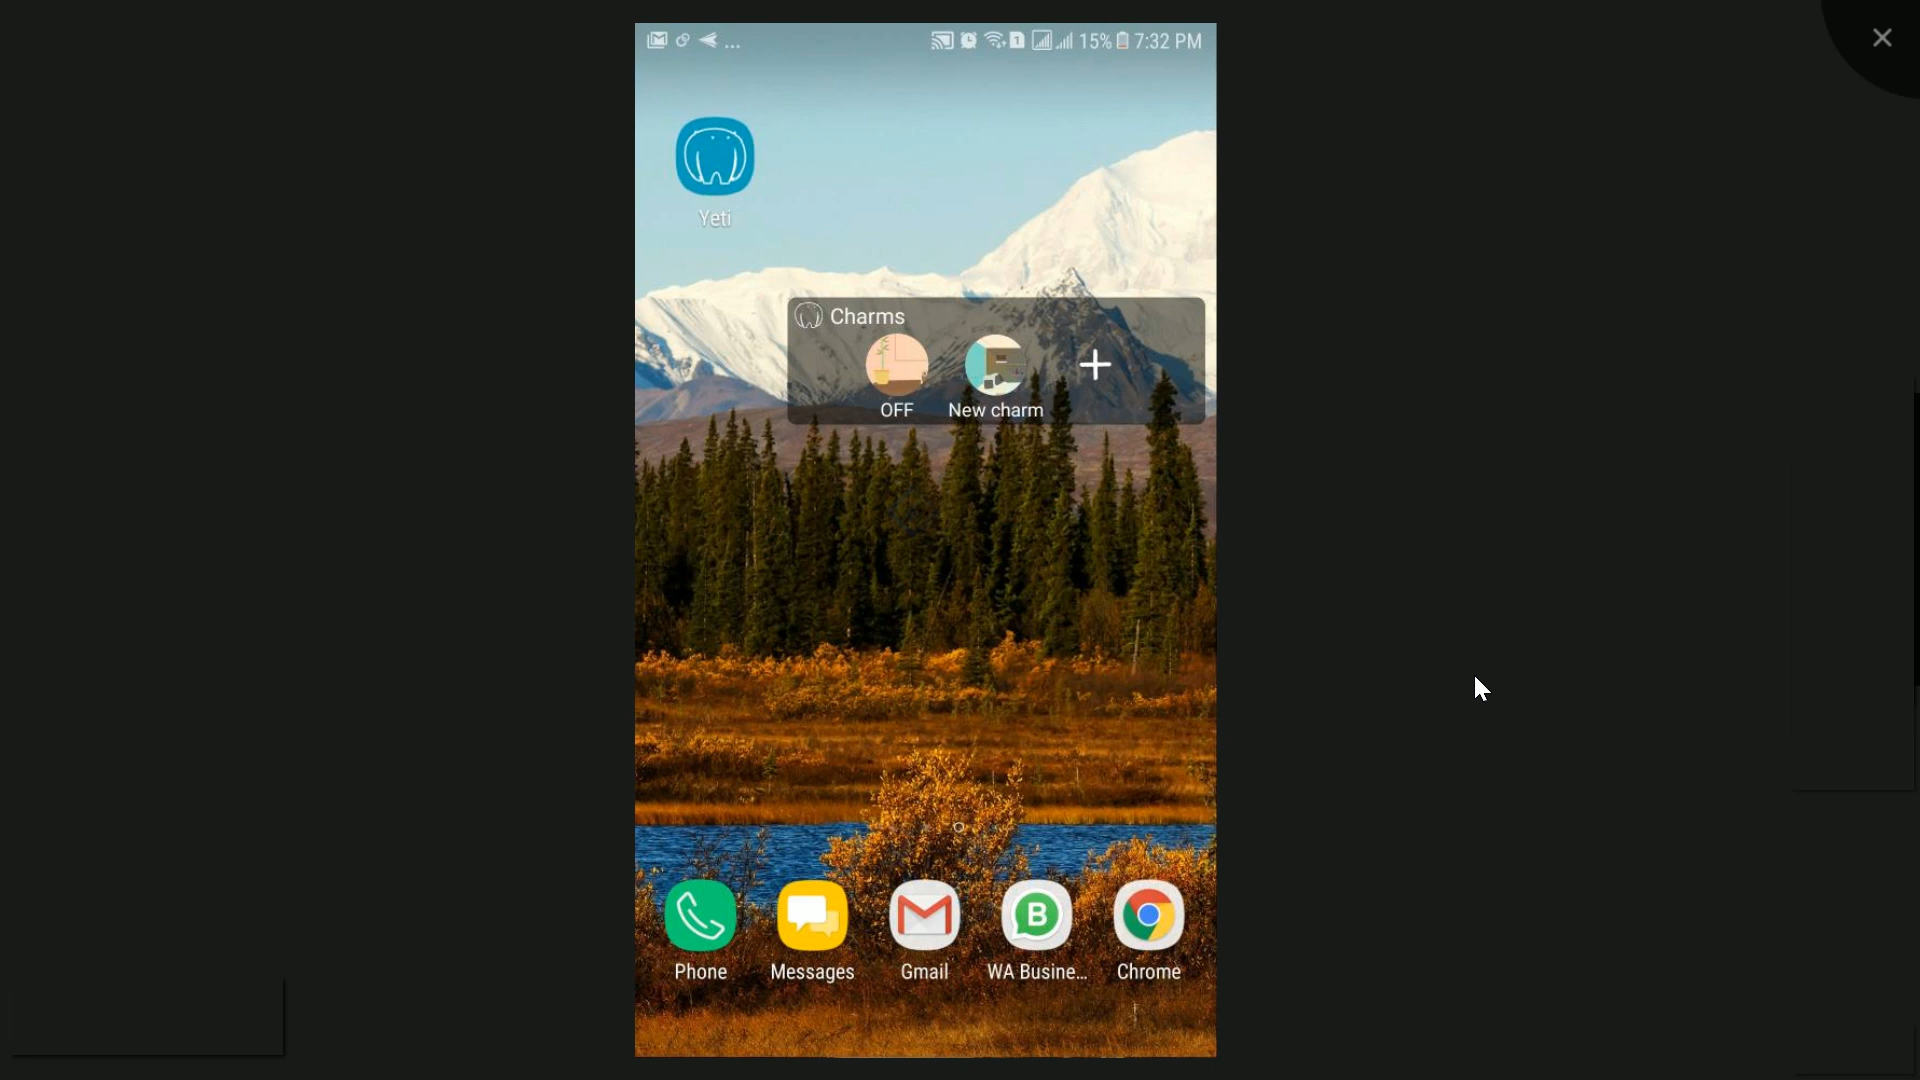 ... 15% 7:32 PM
Yeti
Charms
OFF
New charm
Phone
Messages
Gmail
WA Busine...
Chrome